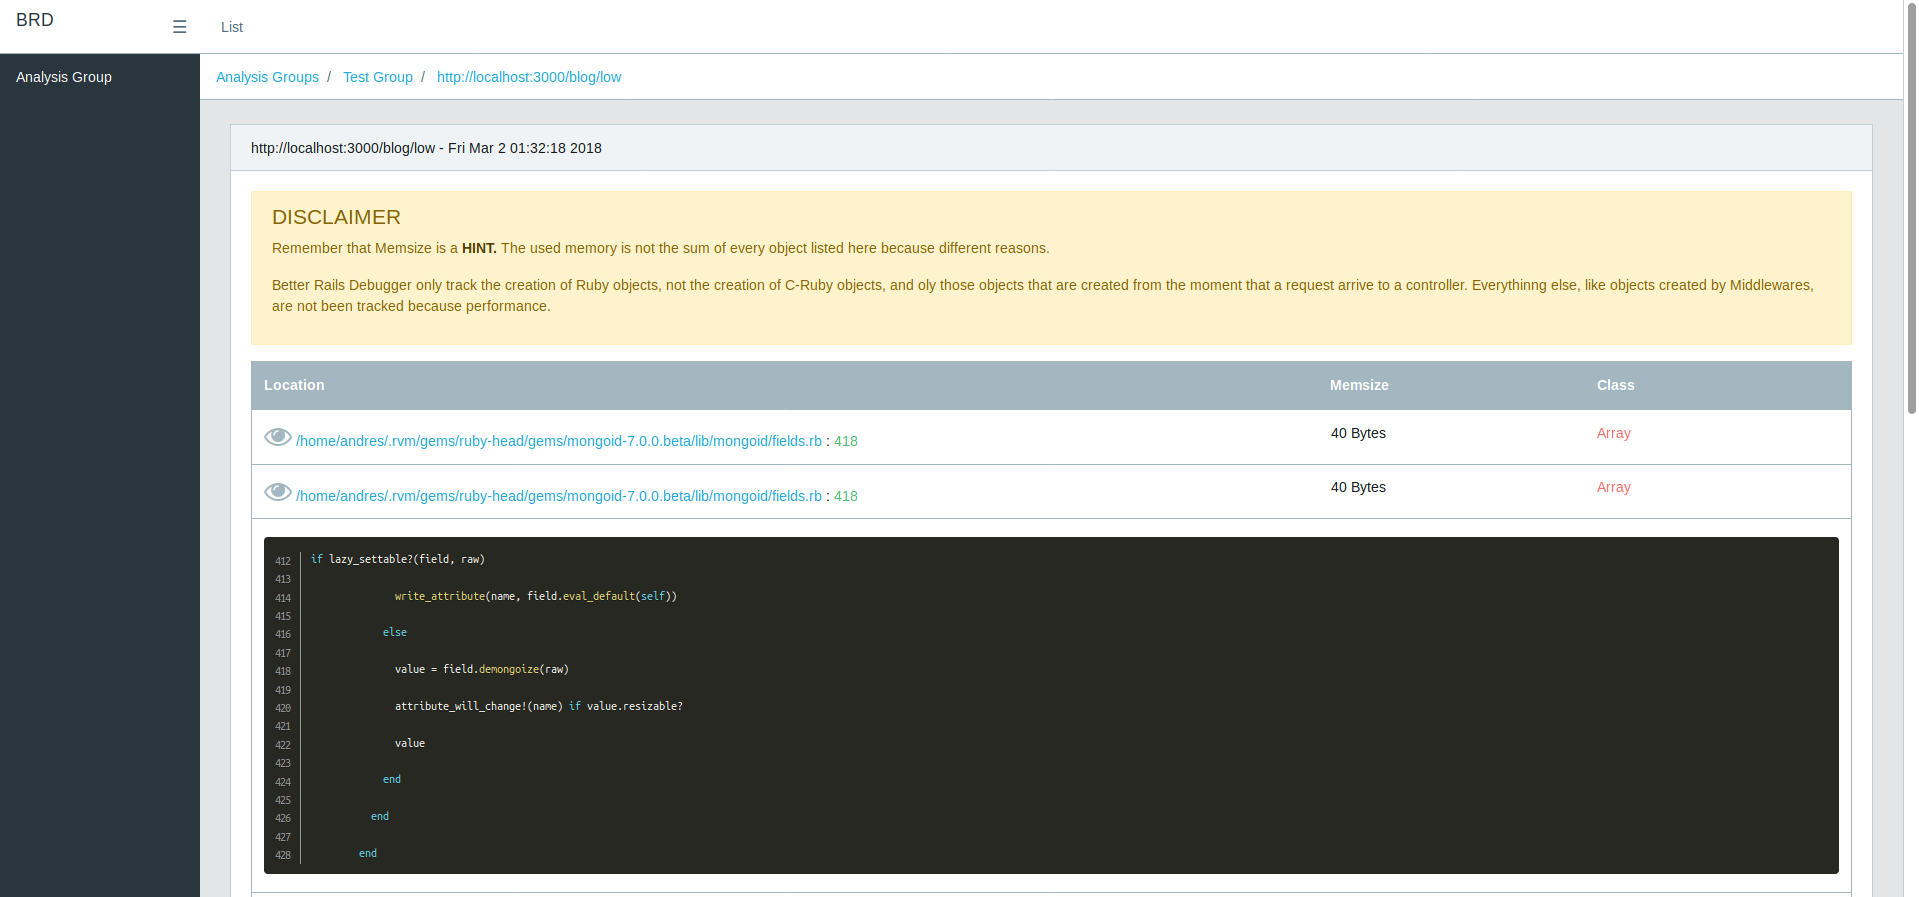 BRD
☰
List
Analysis Group
Analysis Groups / Test Group / http://localhost:3000/blog/low
http://localhost:3000/blog/low - Fri Mar 2 01:32:18 2018
DISCLAIMER
Remember that Memsize is a HINT. The used memory is not the sum of every object listed here because different reasons.
Better Rails Debugger only track the creation of Ruby objects, not the creation of C-Ruby objects, and oly those objects that are created from the moment that a request arrive to a controller. Everythinng else, like objects created by Middlewares,
are not been tracked because performance.
Location Memsize Class
/home/andres/.rvm/gems/ruby-head/gems/mongoid-7.0.0.beta/lib/mongoid/fields.rb : 418 40 Bytes Array
/home/andres/.rvm/gems/ruby-head/gems/mongoid-7.0.0.beta/lib/mongoid/fields.rb : 418 40 Bytes Array
412 if lazy_settable?(field, raw)
413
414 write_attribute(name, field.eval_default(self))
415
416 else
417
418 value = field.demongoize(raw)
419
420 attribute_will_change!(name) if value.resizable?
421
422 value
423
424 end
425
426 end
427
428 end